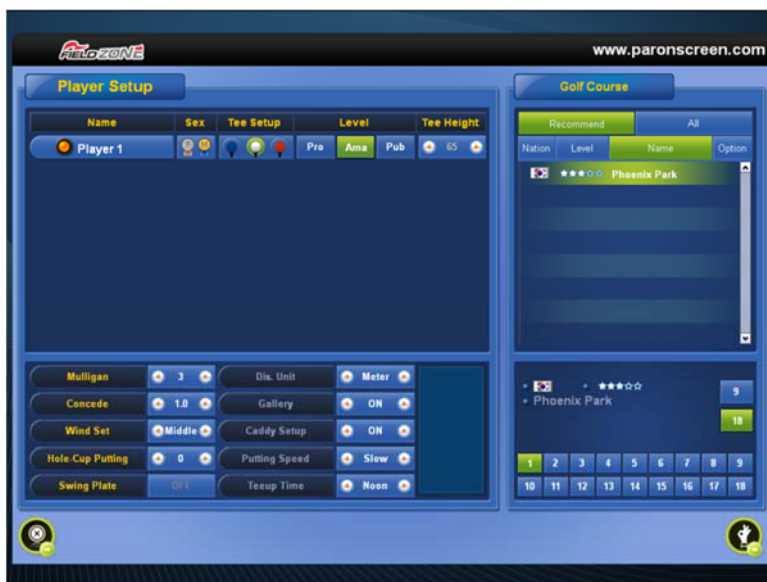 FIELDZONE
www.paronscreen.com
Player Setup
Name Sex Tee Setup Level Tee Height
Player 1 Pro Ama Pub 65
Mulligan 3 Dis. Unit Meter
Concede 1.0 Gallery ON
Wind Set Middle Caddy Setup ON
Hole-Cup Putting 0 Putting Speed Slow
Swing Plate OFF Teeup Time Noon
Golf Course
Recommend All
Nation Level Name Option
Phoenix Park
Phoenix Park
9
18
1 2 3 4 5 6 7 8 9
10 11 12 13 14 15 16 17 18